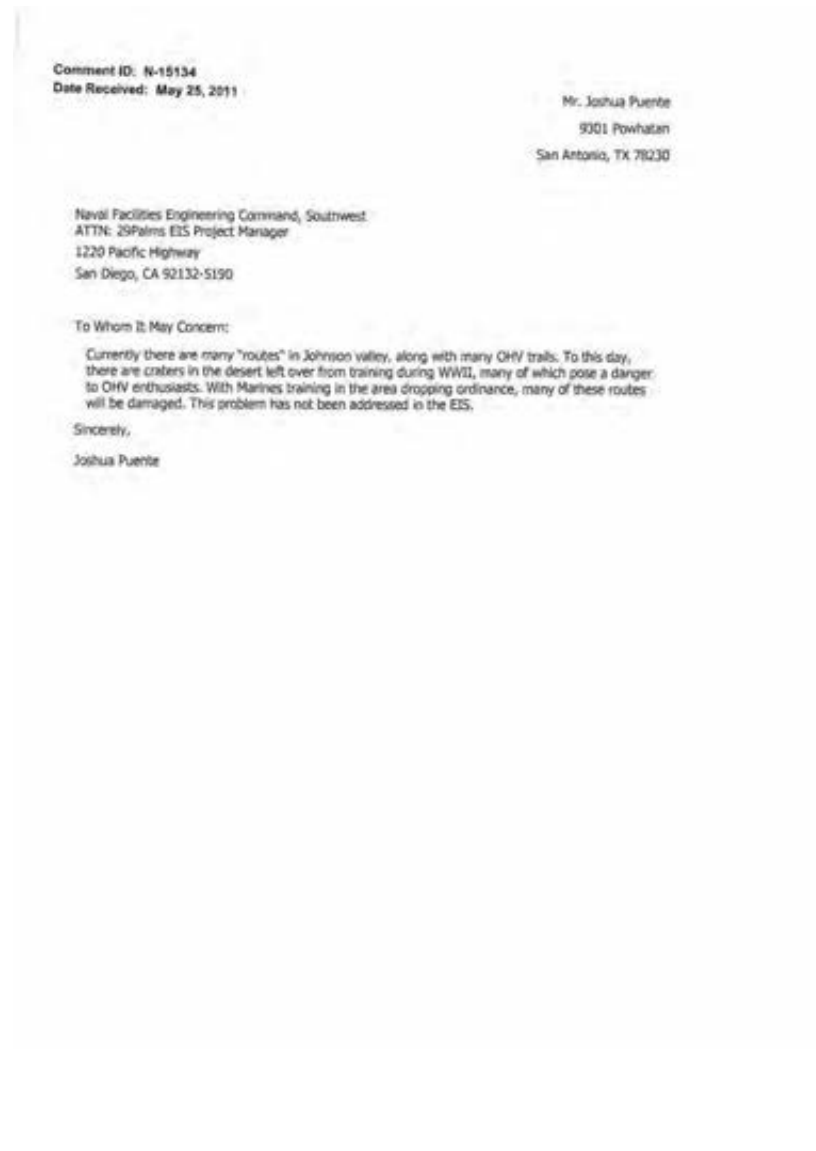 Comment ID: N-15134
Date Received: May 25, 2011
Mr. Joshua Puente
9301 Powhatan
San Antonio, TX 78230
Naval Facilities Engineering Command, Southwest
ATTN: 29Palms EIS Project Manager
1220 Pacific Highway
San Diego, CA 92132-5190
To Whom It May Concern:
Currently there are many "routes" in Johnson valley, along with many OHV trails. To this day,
there are craters in the desert left over from training during WWII, many of which pose a danger
to OHV enthusiasts. With Marines training in the area dropping ordinance, many of these routes
will be damaged. This problem has not been addressed in the EIS.
Sincerely,
Joshua Puente